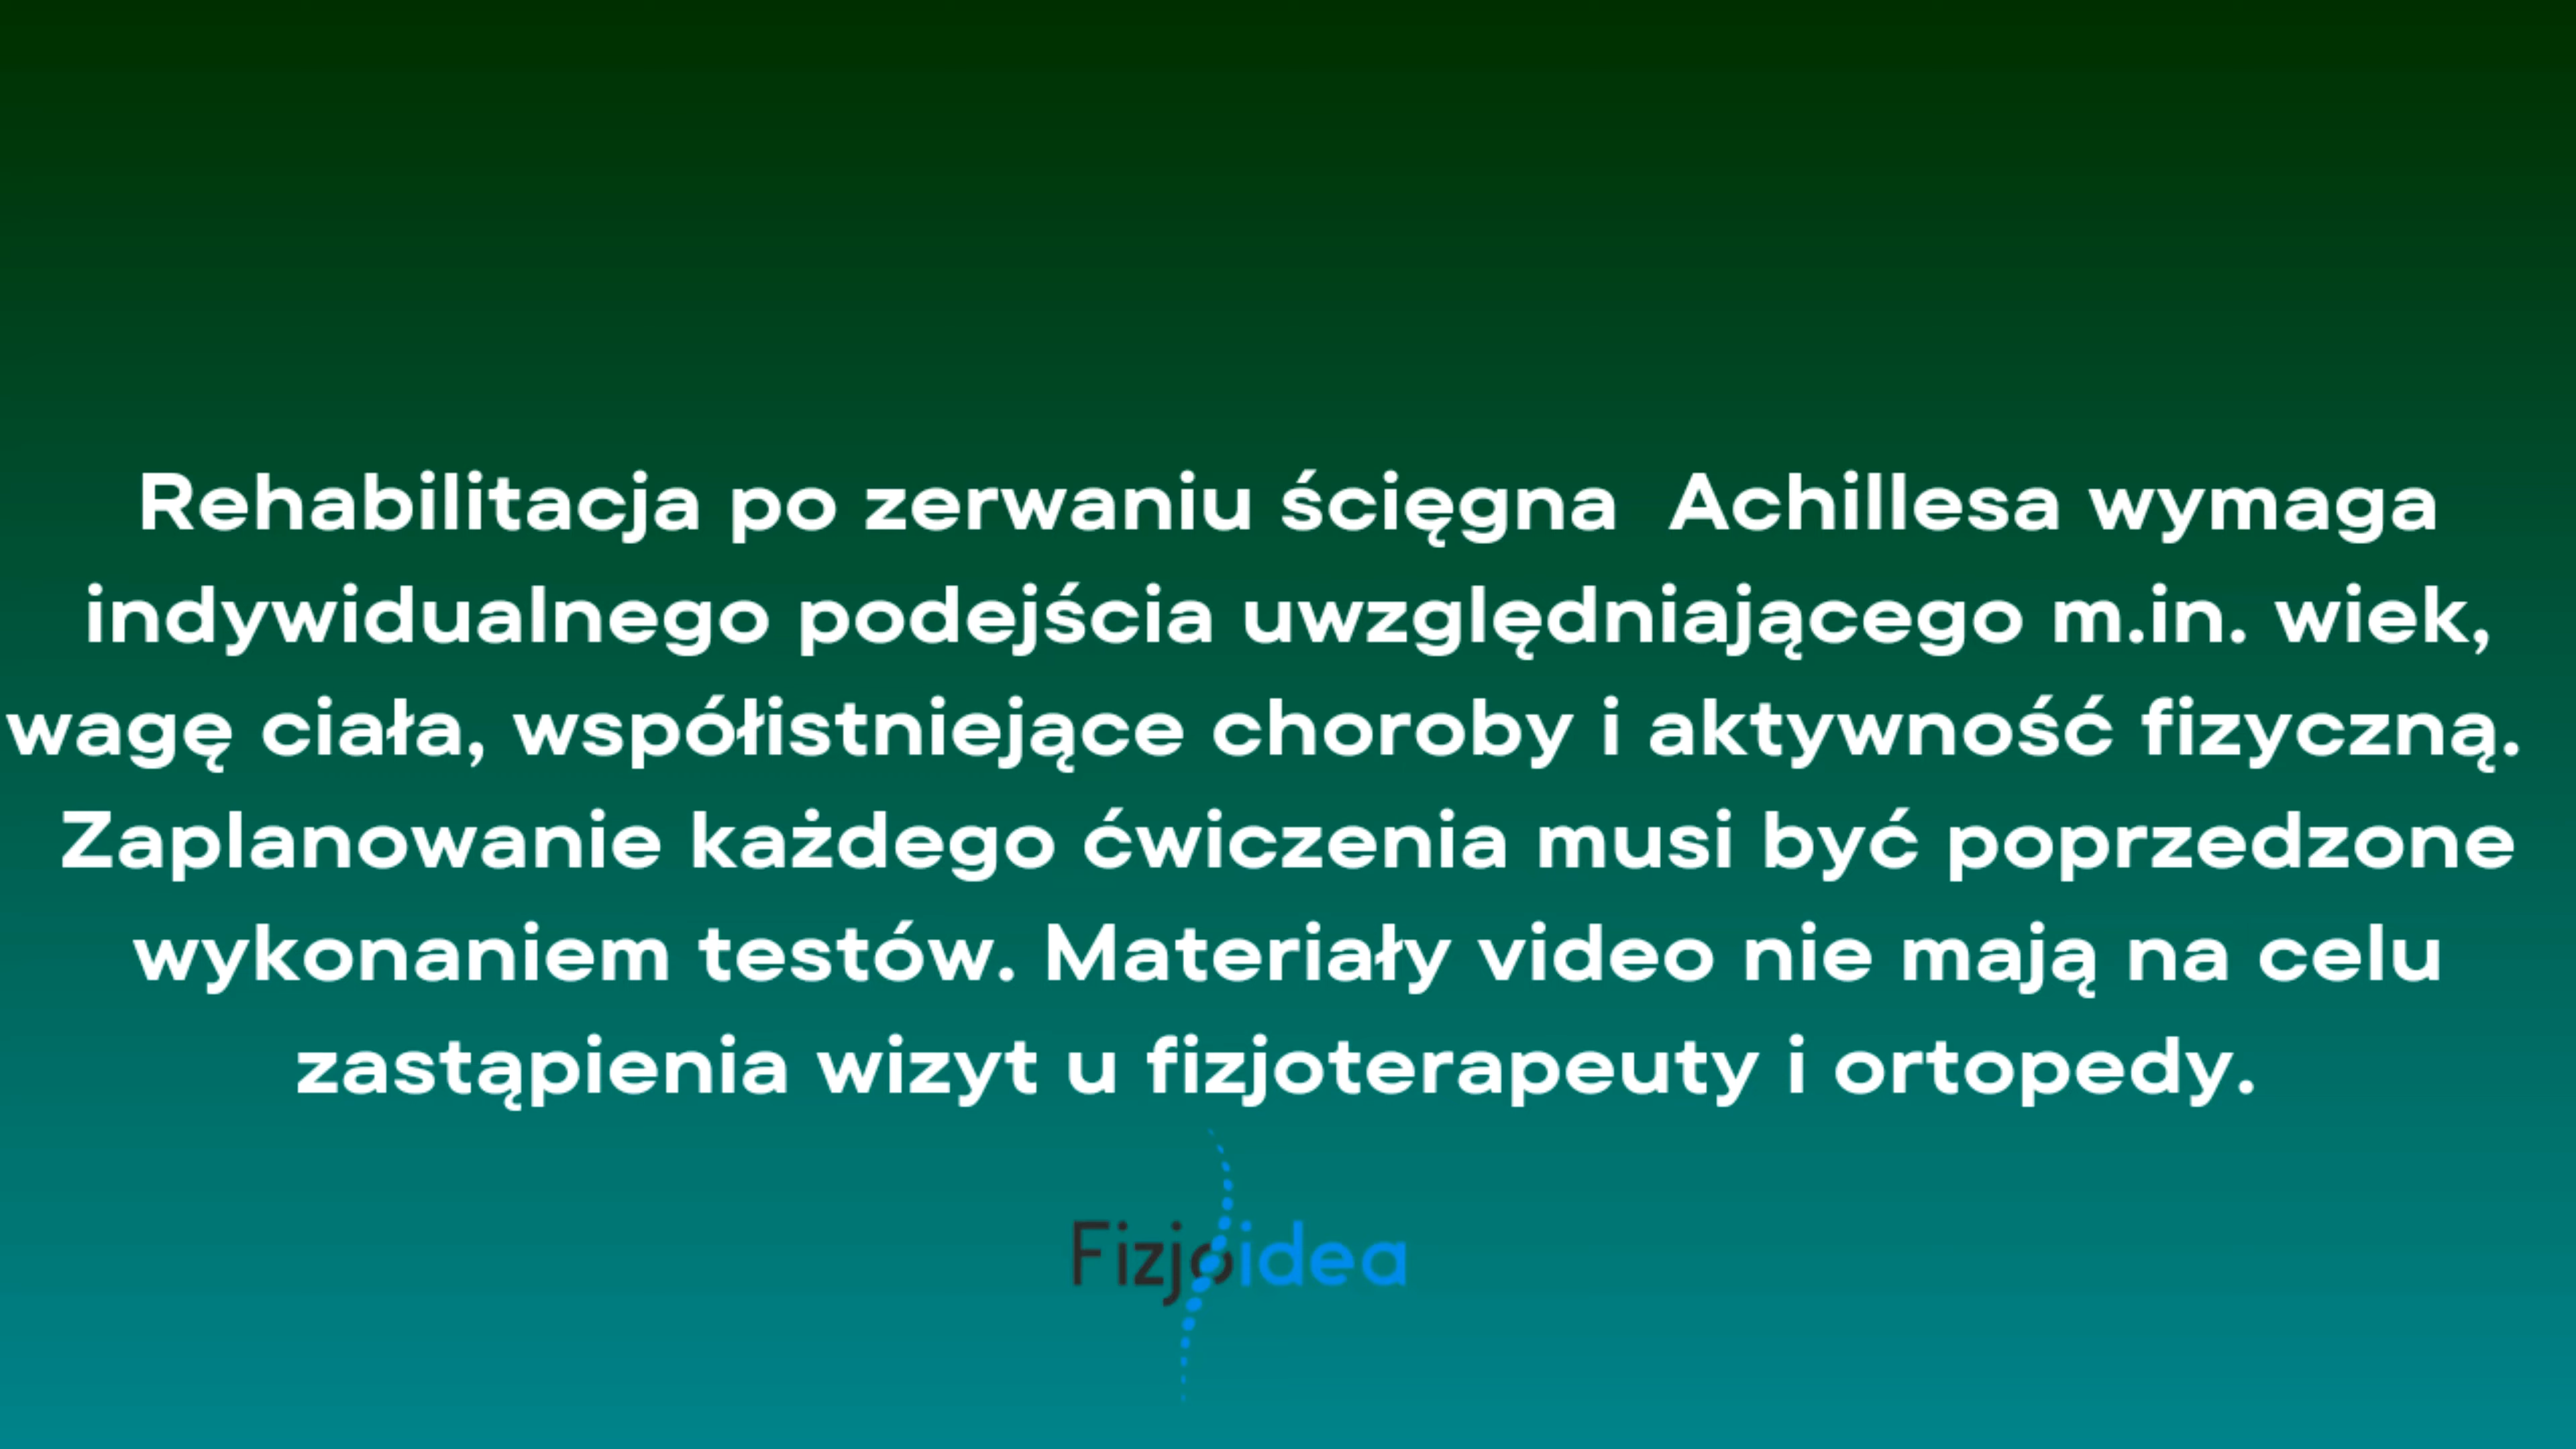 Rehabilitacja po zerwaniu ścięgna  Achillesa wymaga
indywidualnego podejścia uwzględniającego m.in. wiek,
wagę ciała, współistniejące choroby i aktywność fizyczną.
Zaplanowanie każdego ćwiczenia musi być poprzedzone
wykonaniem testów. Materiały video nie mają na celu
zastąpienia wizyt u fizjoterapeuty i ortopedy.
Fizjoidea